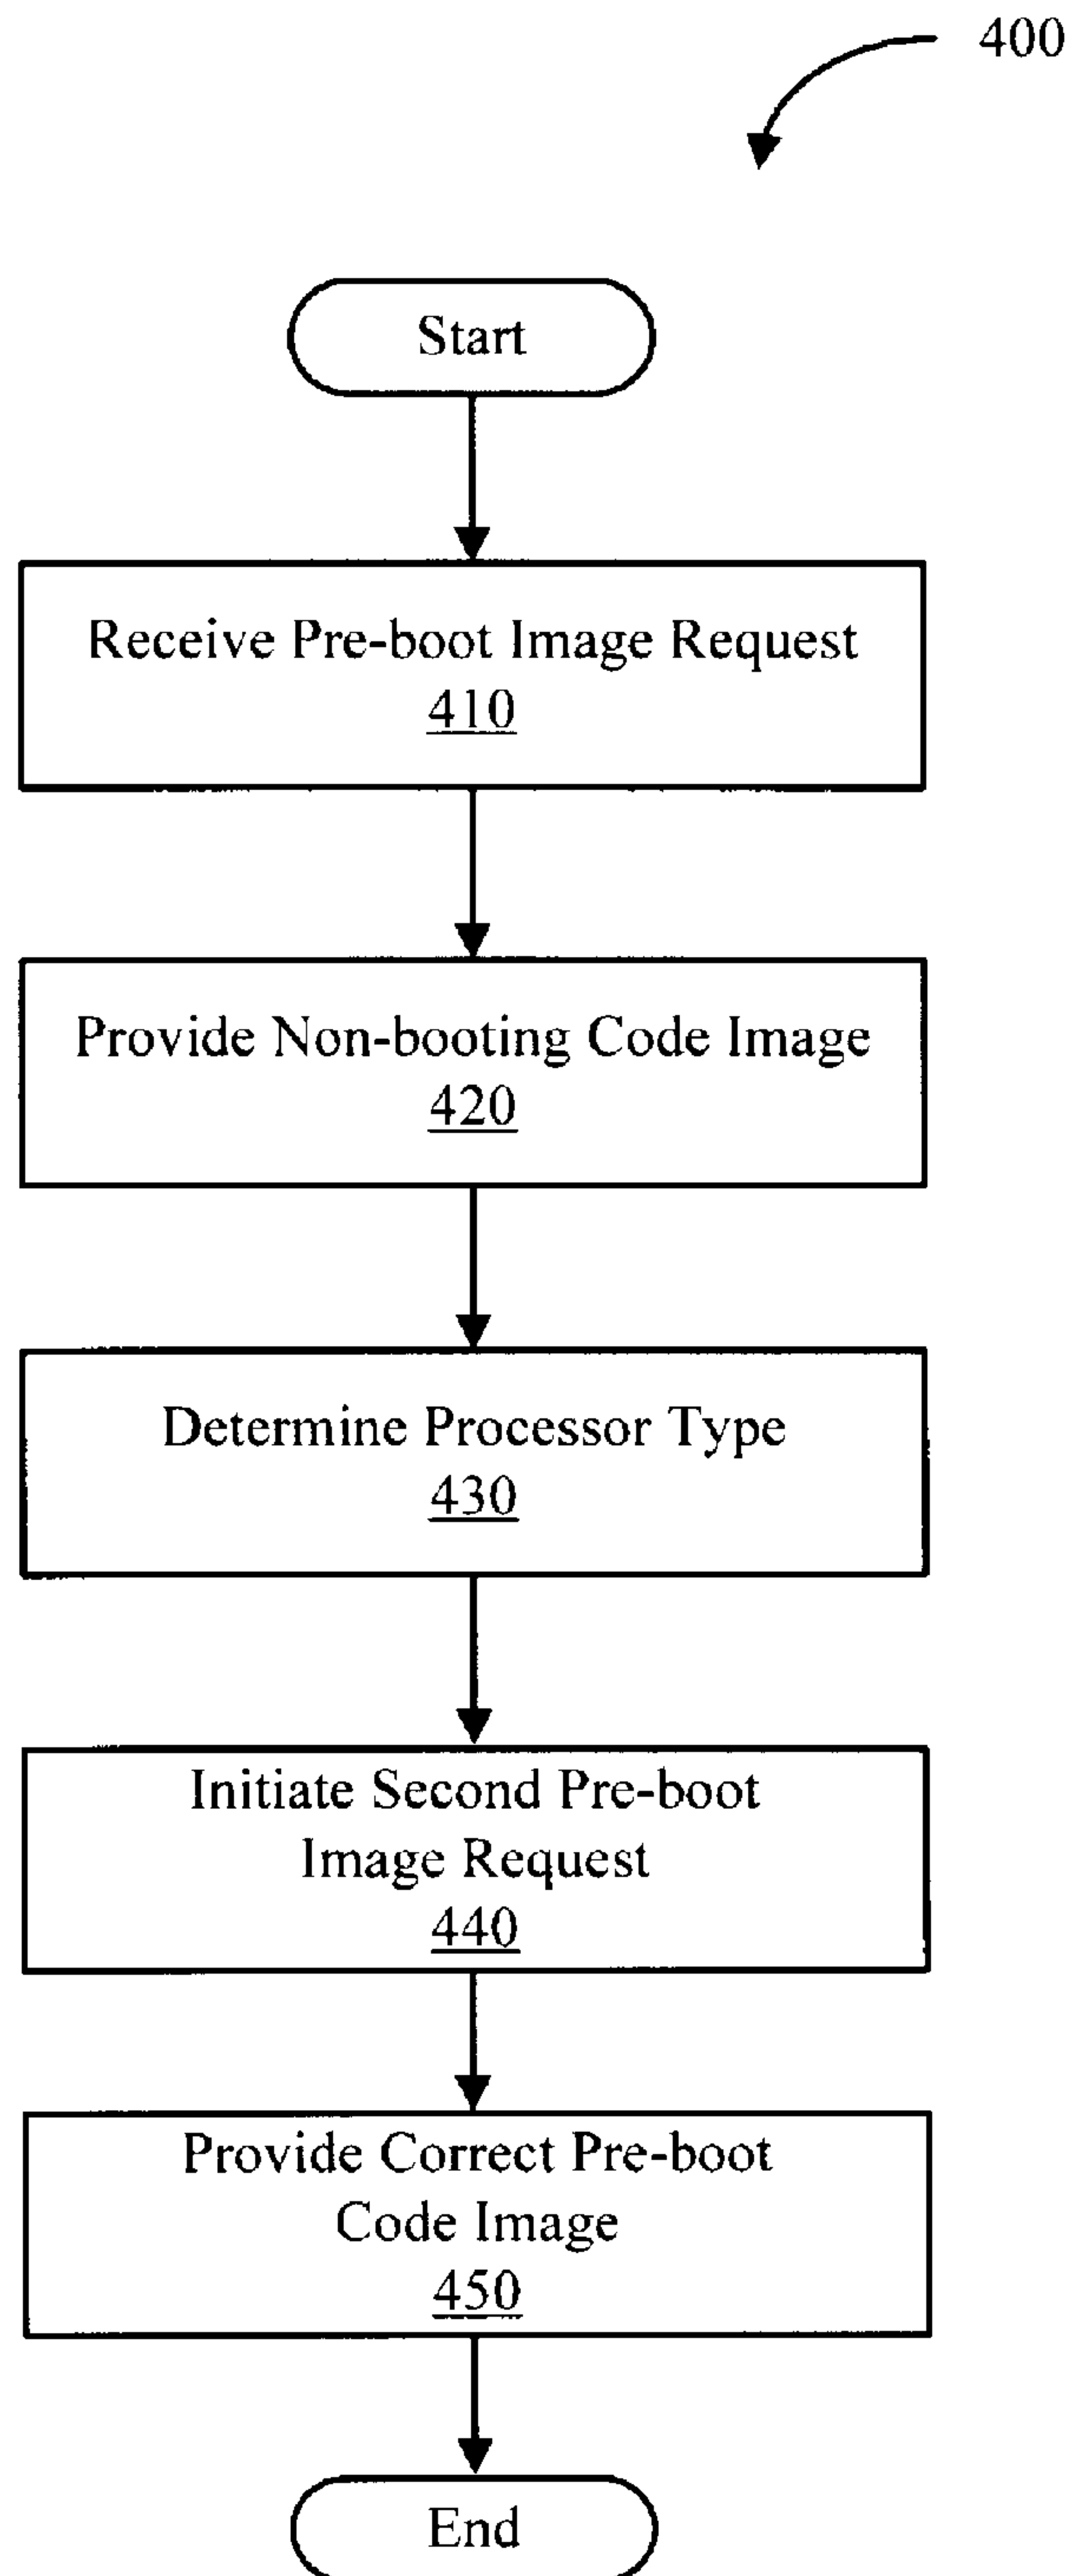 400
Start
Receive Pre-boot Image Request
410
Provide Non-booting Code Image
420
Determine Processor Type
430
Initiate Second Pre-boot
Image Request
440
Provide Correct Pre-boot
Code Image
450
End